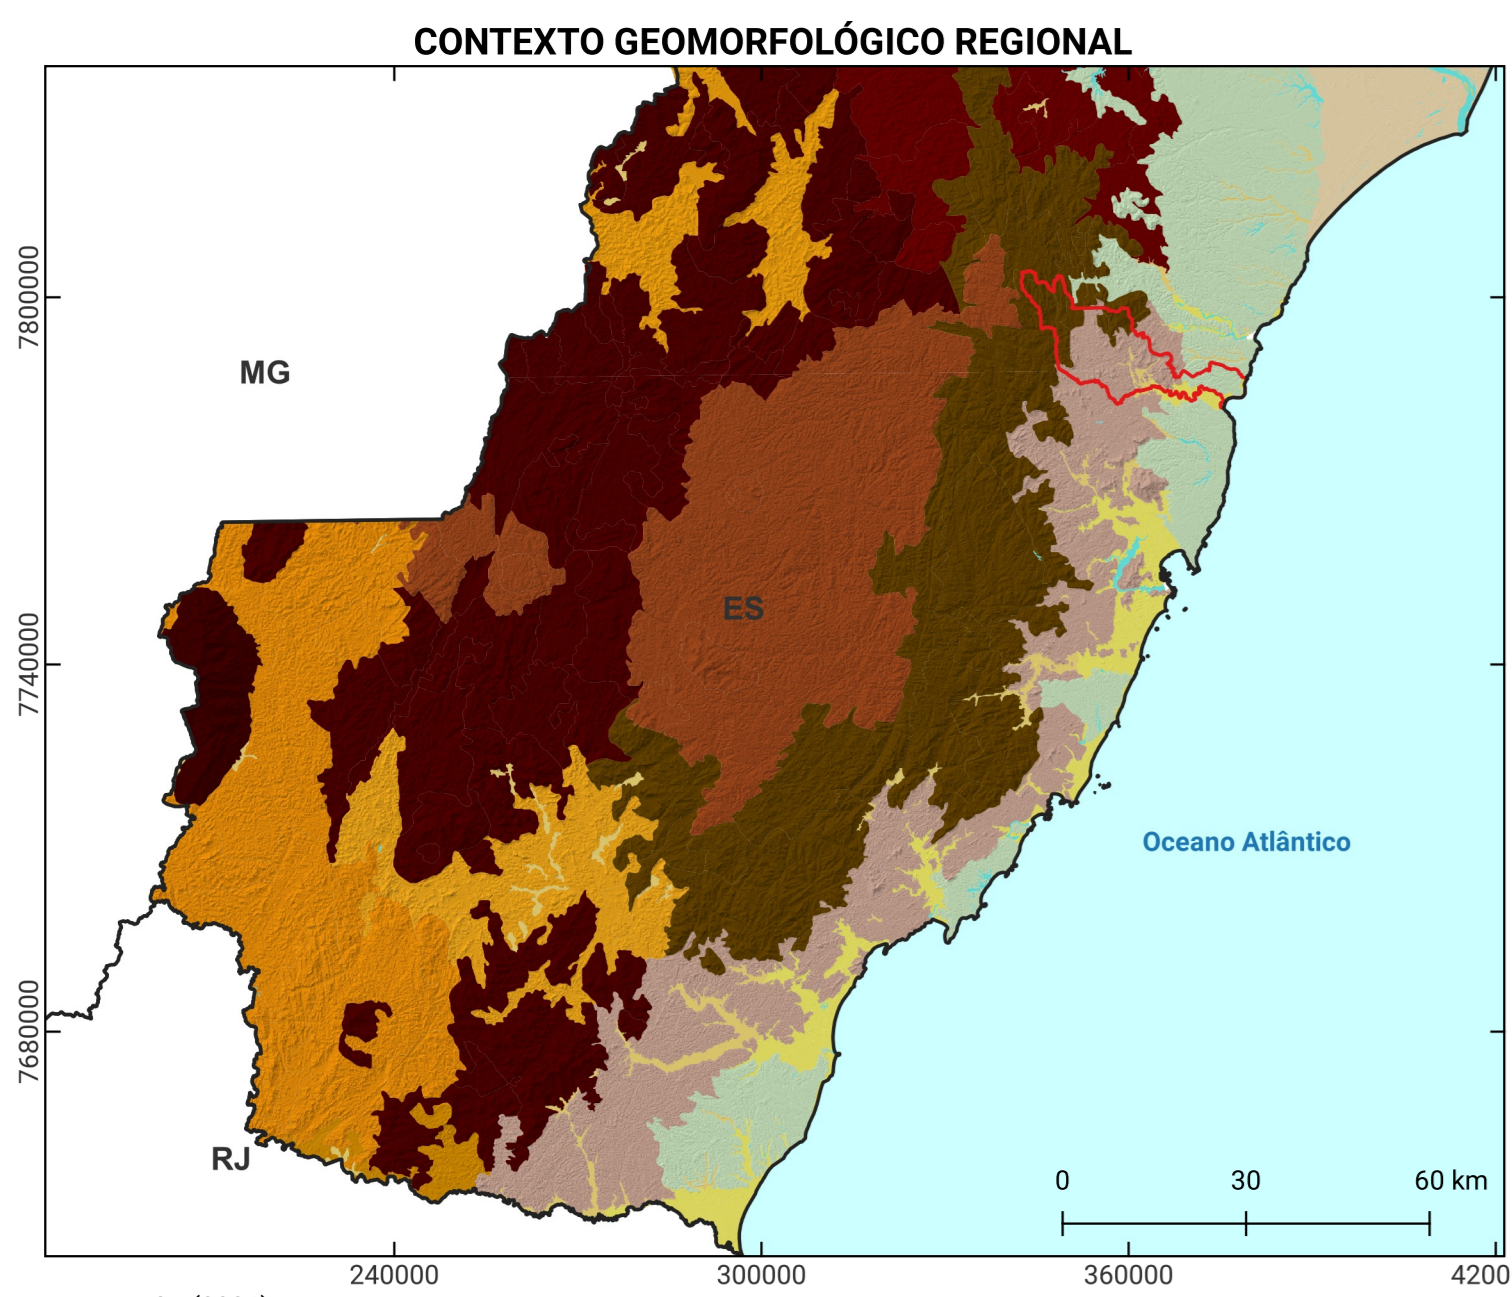 CONTEXTO GEOMORFOLÓGICO REGIONAL
7800000
MG
ES
7740000
Oceano Atlântico
7680000
RJ
0 30 60 km
240000 300000 360000 4200